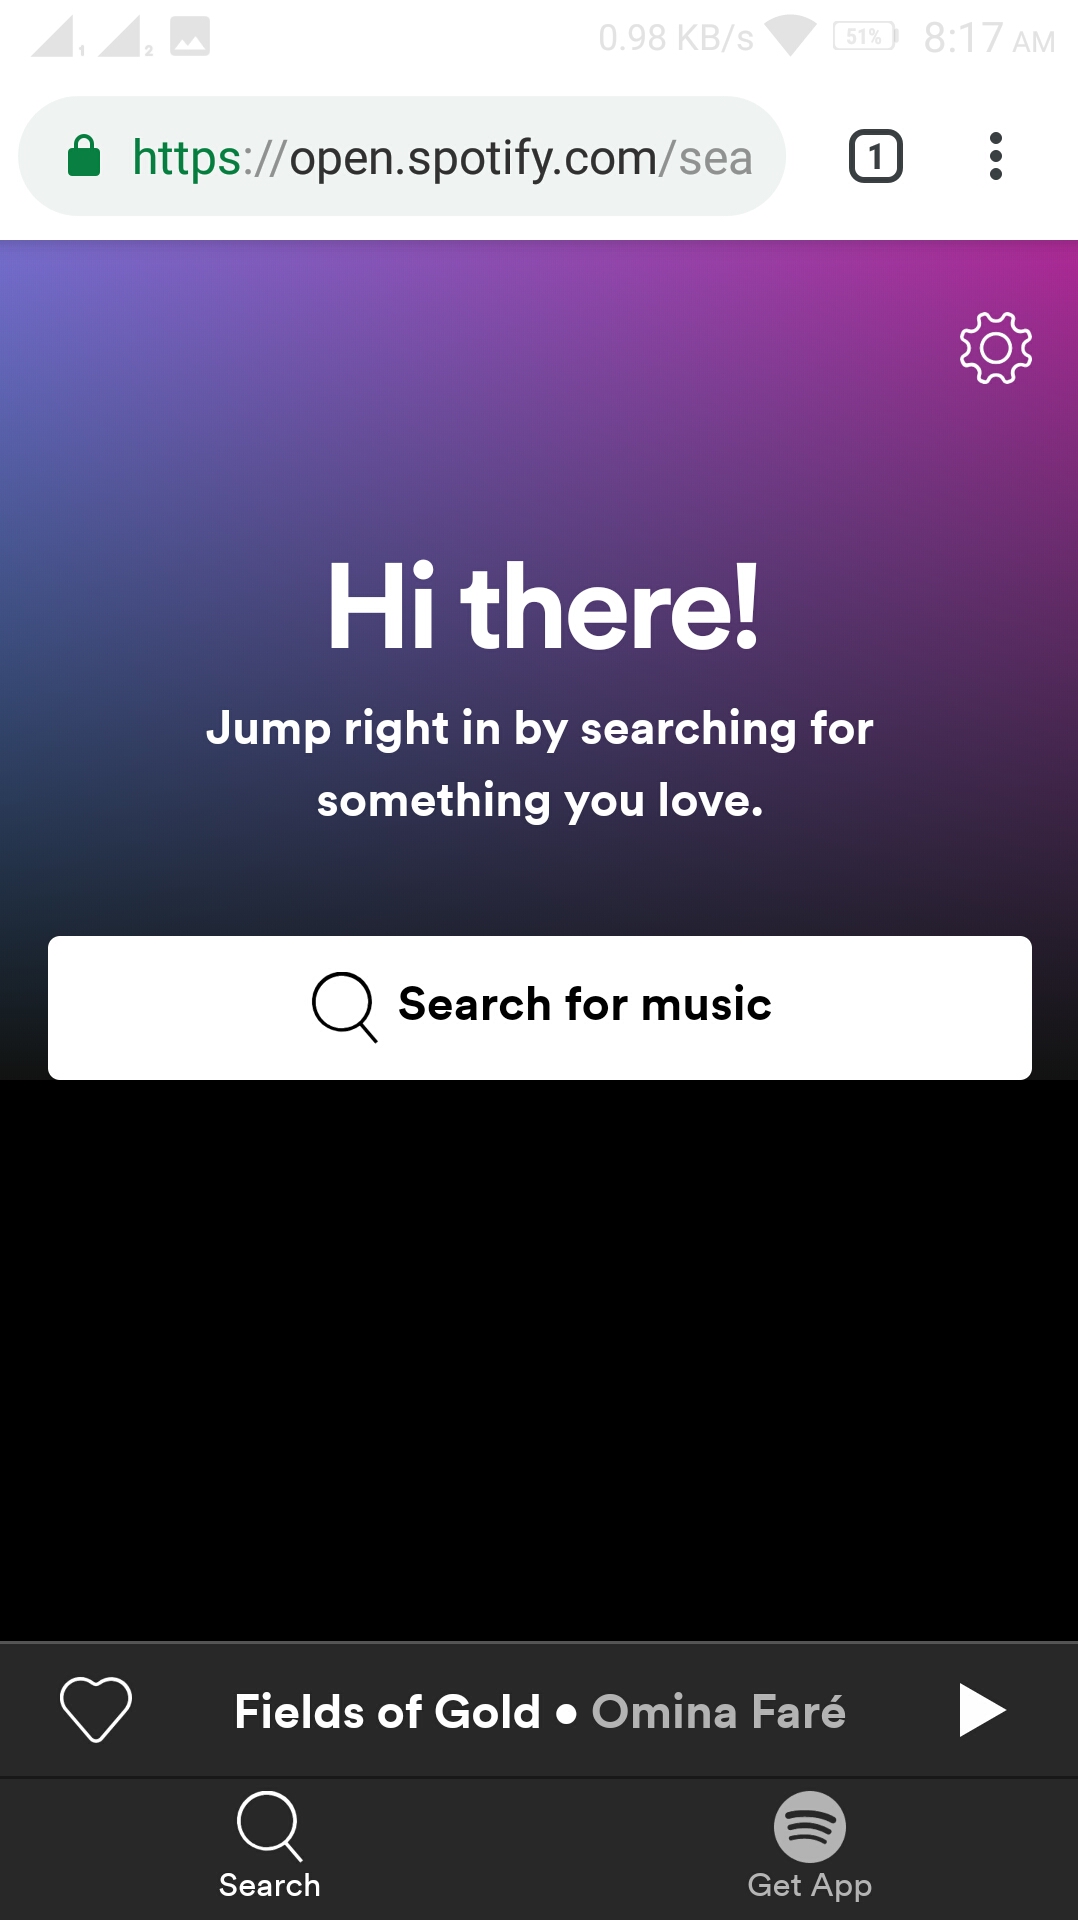 1 2 0.98 KB/s 51% 8:17 AM
https://open.spotify.com/sea 1
Hi there!
Jump right in by searching for
something you love.
Search for music
Fields of Gold • Omina Faré
Search Get App